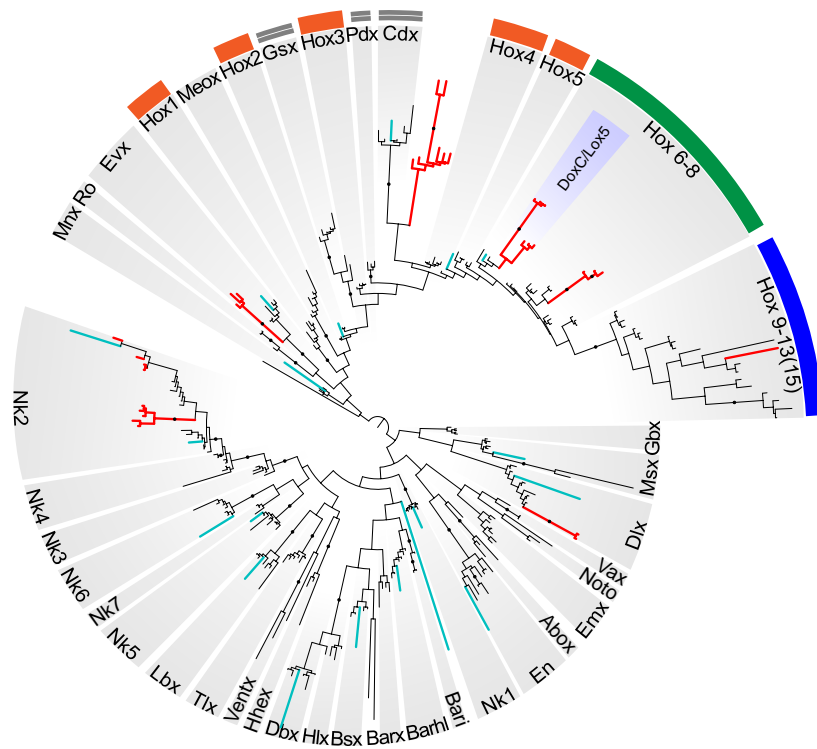 Mnx
Ro
Evx
Hox1
Meox
Hox2
Gsx
Hox3
Pdx
Cdx
Hox4
Hox5
DoxC/Lox5
Hox 6-8
Hox 9-13(15)
Gbx
Msx
Dlx
Vax
Noto
Emx
Abox
En
Nk1
Bari
Barhl
Barx
Bsx
Hlx
Dbx
Hhex
Ventx
Tlx
Lbx
Nk5
Nk7
Nk6
Nk3
Nk4
Nk2